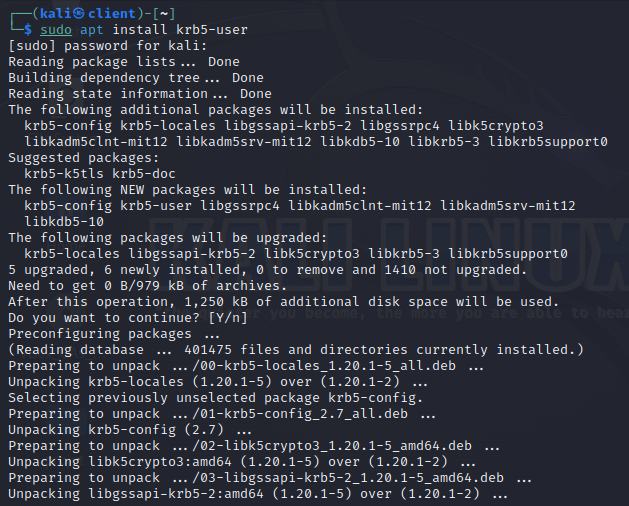 ┌──(kali㉿client)-[~]
└─$ sudo apt install krb5-user
[sudo] password for kali:
Reading package lists... Done
Building dependency tree... Done
Reading state information... Done
The following additional packages will be installed:
  krb5-config krb5-locales libgssapi-krb5-2 libgssrpc4 libk5crypto3
  libkadm5clnt-mit12 libkadm5srv-mit12 libkdb5-10 libkrb5-3 libkrb5support0
Suggested packages:
  krb5-k5tls krb5-doc
The following NEW packages will be installed:
  krb5-config krb5-user libgssrpc4 libkadm5clnt-mit12 libkadm5srv-mit12
  libkdb5-10
The following packages will be upgraded:
  krb5-locales libgssapi-krb5-2 libk5crypto3 libkrb5-3 libkrb5support0
5 upgraded, 6 newly installed, 0 to remove and 1410 not upgraded.
Need to get 0 B/979 kB of archives.
After this operation, 1,250 kB of additional disk space will be used.
Do you want to continue? [Y/n]
Preconfiguring packages ...
(Reading database ... 401475 files and directories currently installed.)
Preparing to unpack .../00-krb5-locales_1.20.1-5_all.deb ...
Unpacking krb5-locales (1.20.1-5) over (1.20.1-2) ...
Selecting previously unselected package krb5-config.
Preparing to unpack .../01-krb5-config_2.7_all.deb ...
Unpacking krb5-config (2.7) ...
Preparing to unpack .../02-libk5crypto3_1.20.1-5_amd64.deb ...
Unpacking libk5crypto3:amd64 (1.20.1-5) over (1.20.1-2) ...
Preparing to unpack .../03-libgssapi-krb5-2_1.20.1-5_amd64.deb ...
Unpacking libgssapi-krb5-2:amd64 (1.20.1-5) over (1.20.1-2) ...
KALI LINUX
you become, the more you are able to hear